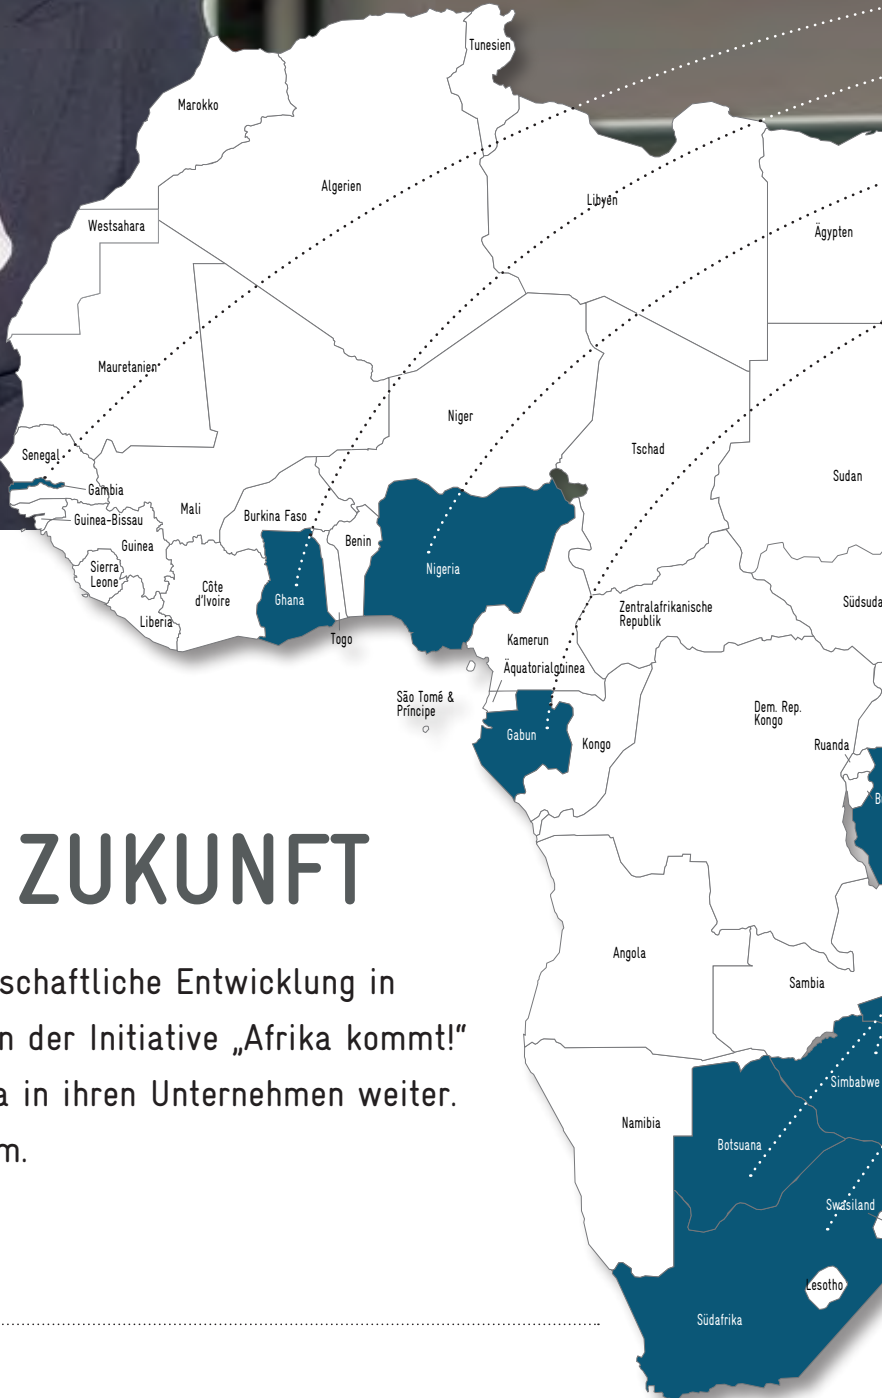 Tunesien
Marokko
Algerien
Libyen
Westsahara
Ägypten
Mauretanien
Niger
Tschad
Senegal
Sudan
Gambia
Mali
Guinea-Bissau
Burkina Faso
Benin
Guinea
Nigeria
Sierra
Leone
Côte
d'Ivoire
Ghana
Südsuda
Zentralafrikanische
Republik
Liberia
Togo
Kamerun
Äquatorialguinea
São Tomé &
Príncipe
Dem. Rep.
Kongo
Gabun
Kongo
Ruanda
B
ZUKUNFT
schaftliche Entwicklung in
n der Initiative „Afrika kommt!“
a in ihren Unternehmen weiter.
m.
Angola
Sambia
Simbabwe
Namibia
Botsuana
Swasiland
Lesotho
Südafrika